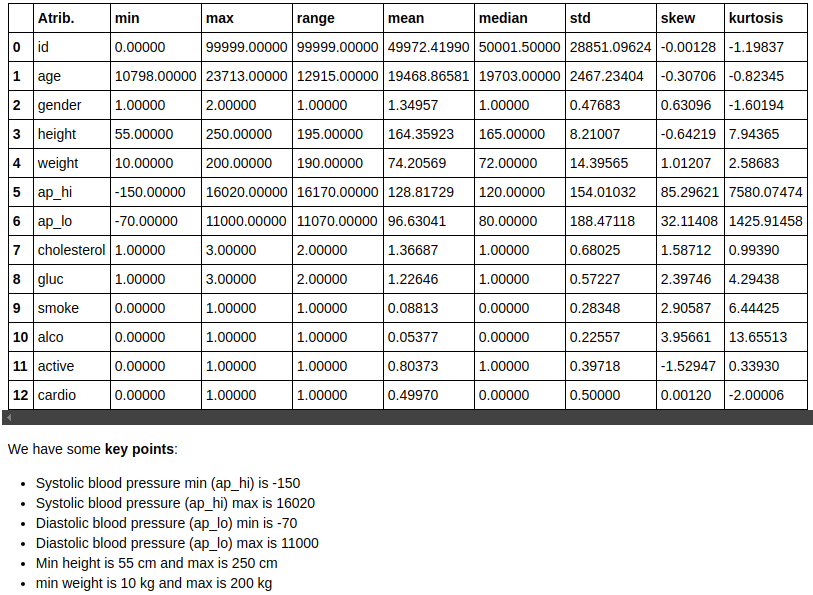 Atrib. min max range mean median std skew kurtosis
0 id 0.00000 99999.00000 99999.00000 49972.41990 50001.50000 28851.09624 -0.00128 -1.19837
1 age 10798.00000 23713.00000 12915.00000 19468.86581 19703.00000 2467.23404 -0.30706 -0.82345
2 gender 1.00000 2.00000 1.00000 1.34957 1.00000 0.47683 0.63096 -1.60194
3 height 55.00000 250.00000 195.00000 164.35923 165.00000 8.21007 -0.64219 7.94365
4 weight 10.00000 200.00000 190.00000 74.20569 72.00000 14.39565 1.01207 2.58683
5 ap_hi -150.00000 16020.00000 16170.00000 128.81729 120.00000 154.01032 85.29621 7580.07474
6 ap_lo -70.00000 11000.00000 11070.00000 96.63041 80.00000 188.47118 32.11408 1425.91458
7 cholesterol 1.00000 3.00000 2.00000 1.36687 1.00000 0.68025 1.58712 0.99390
8 gluc 1.00000 3.00000 2.00000 1.22646 1.00000 0.57227 2.39746 4.29438
9 smoke 0.00000 1.00000 1.00000 0.08813 0.00000 0.28348 2.90587 6.44425
10 alco 0.00000 1.00000 1.00000 0.05377 0.00000 0.22557 3.95661 13.65513
11 active 0.00000 1.00000 1.00000 0.80373 1.00000 0.39718 -1.52947 0.33930
12 cardio 0.00000 1.00000 1.00000 0.49970 0.00000 0.50000 0.00120 -2.00006
We have some key points:
• Systolic blood pressure min (ap_hi) is -150
• Systolic blood pressure (ap_hi) max is 16020
• Diastolic blood pressure (ap_lo) min is -70
• Diastolic blood pressure (ap_lo) max is 11000
• Min height is 55 cm and max is 250 cm
• min weight is 10 kg and max is 200 kg